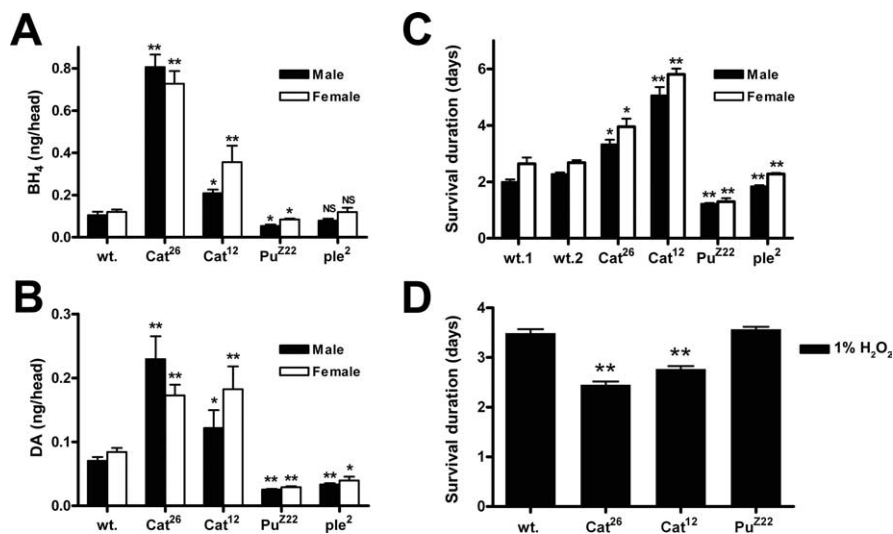 A
BH₄ (ng/head)
0.8
0.6
0.4
0.2
0.0
** **
* **
* *
NS NS
Male
Female
wt. Cat²⁶ Cat¹² Puᶻ²² ple²
B
DA (ng/head)
0.3
0.2
0.1
0.0
** **
* **
** **
** *
Male
Female
wt. Cat²⁶ Cat¹² Puᶻ²² ple²
C
Survival duration (days)
6
4
2
0
* *
** **
** **
** **
Male
Female
wt.1 wt.2 Cat²⁶ Cat¹² Puᶻ²² ple²
D
Survival duration (days)
4
3
2
1
0
** **
1% H₂O₂
wt. Cat²⁶ Cat¹² Puᶻ²²